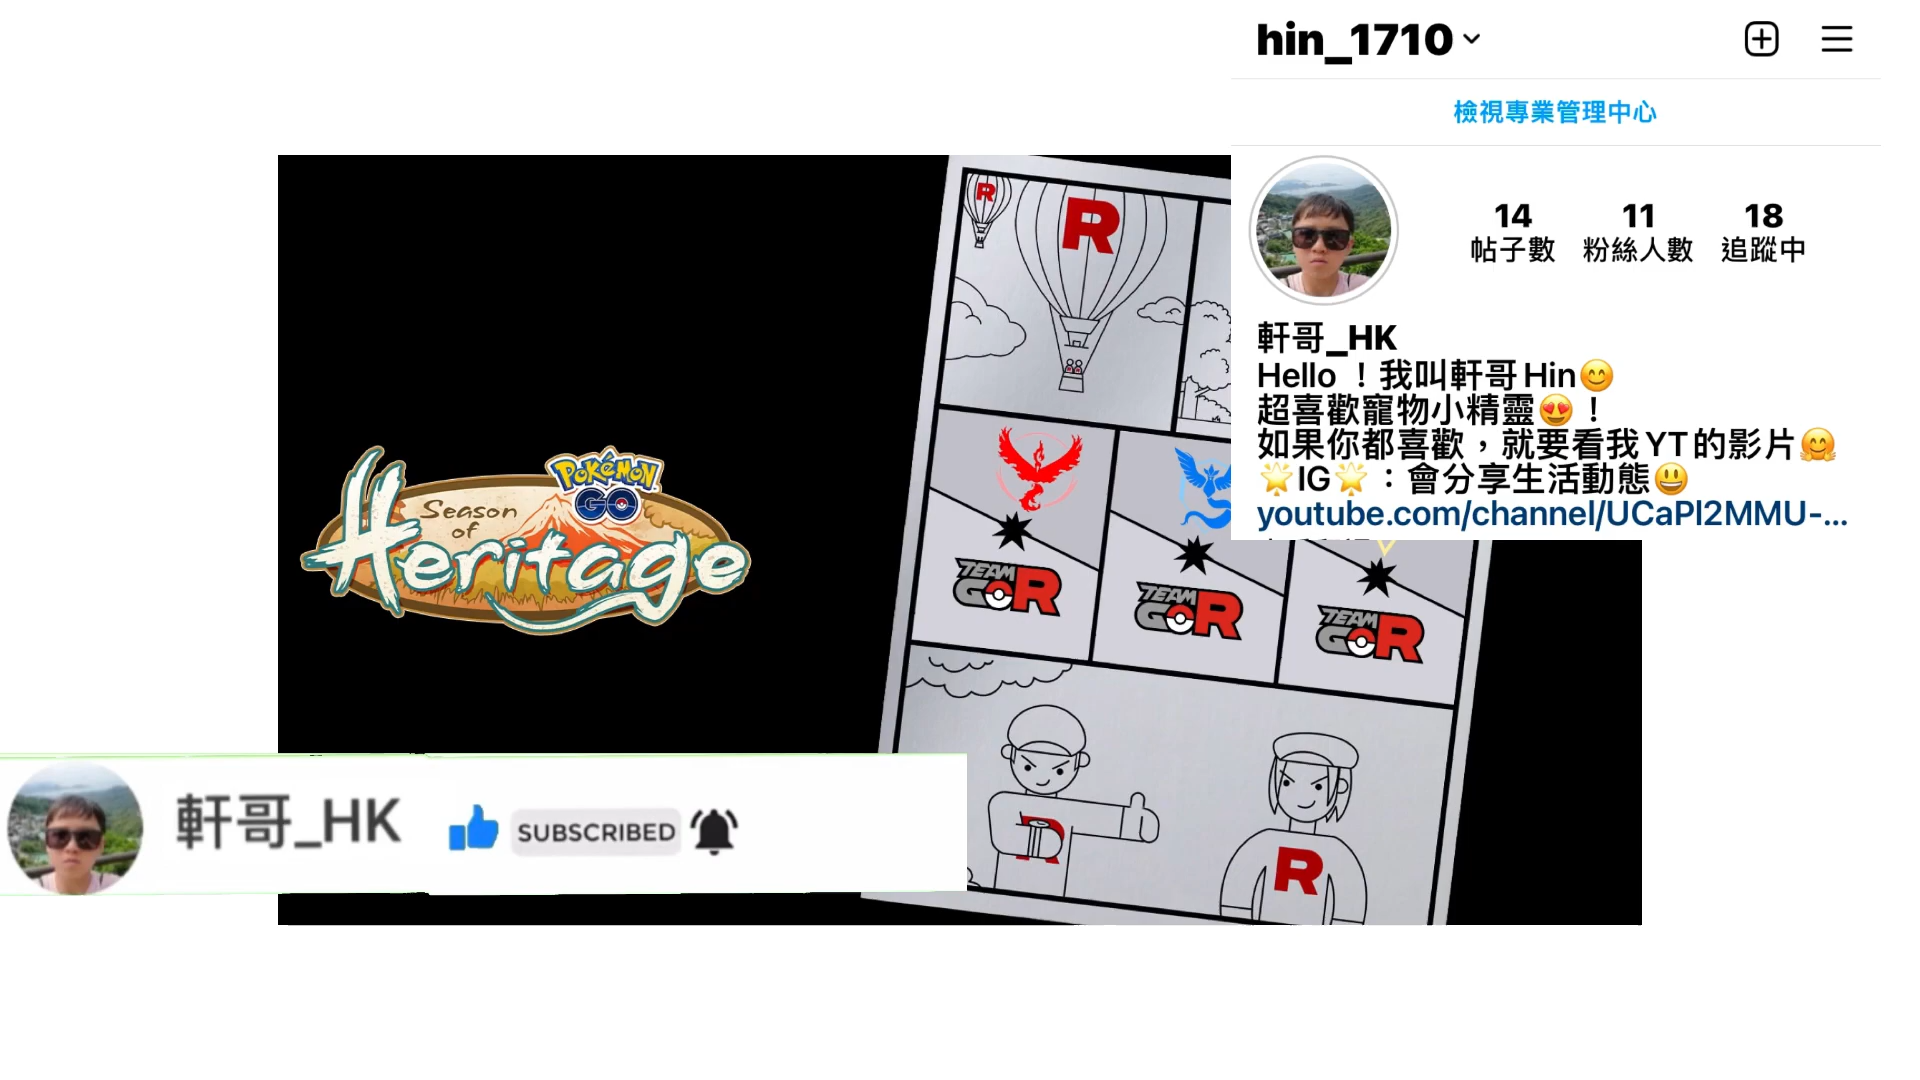 hin_1710
檢視專業管理中心
14 11 18
帖子數 粉絲人數 追蹤中
軒哥_HK
Hello！我叫軒哥Hin😊
超喜歡寵物小精靈😍！
如果你都喜歡，就要看我YT的影片🤗
🌟IG🌟：會分享生活動態😃
youtube.com/channel/UCaPl2MMU-...
R
R
POKÉMON
GO
Season
of
Heritage
TEAM
GO R
TEAM
GO R
TEAM
GO R
R
R
軒哥_HK
SUBSCRIBED